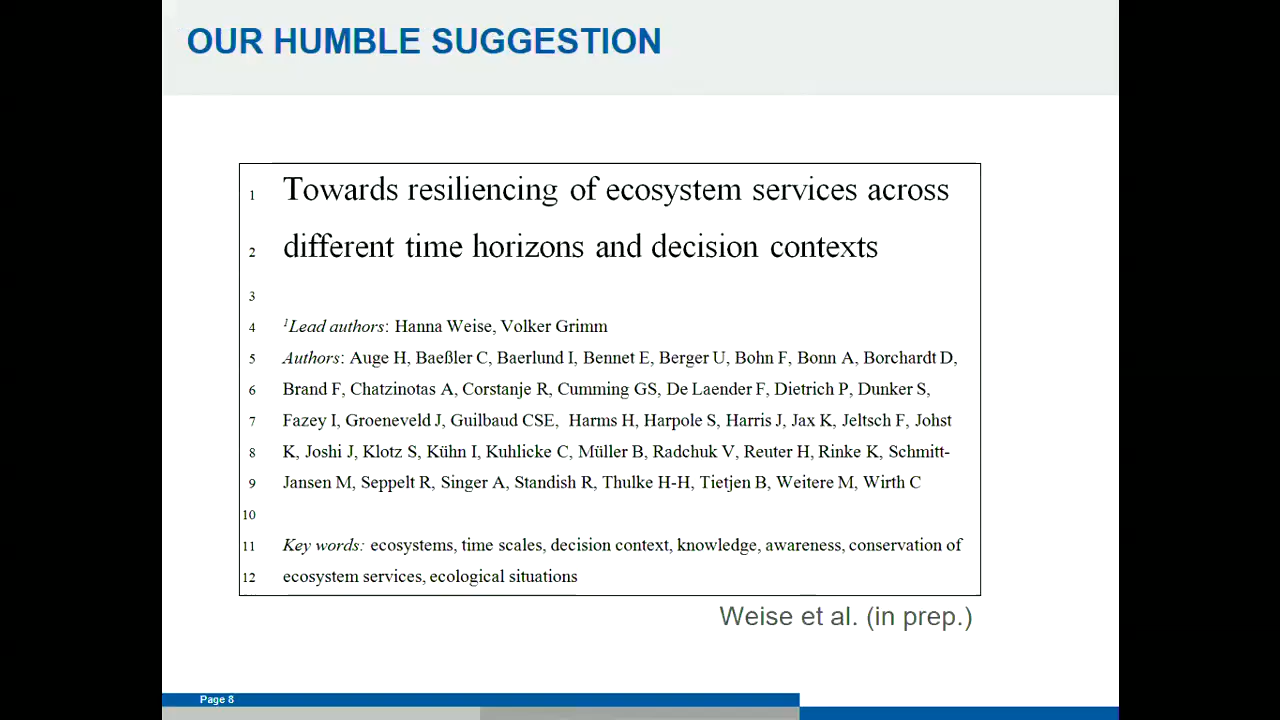 OUR HUMBLE SUGGESTION
1 Towards resiliencing of ecosystem services across
2 different time horizons and decision contexts
3
4 1Lead authors: Hanna Weise, Volker Grimm
5 Authors: Auge H, Baeßler C, Baerlund I, Bennet E, Berger U, Bohn F, Bonn A, Borchardt D,
6 Brand F, Chatzinotas A, Corstanje R, Cumming GS, De Laender F, Dietrich P, Dunker S,
7 Fazey I, Groeneveld J, Guilbaud CSE, Harms H, Harpole S, Harris J, Jax K, Jeltsch F, Johst
8 K, Joshi J, Klotz S, Kühn I, Kuhlicke C, Müller B, Radchuk V, Reuter H, Rinke K, Schmitt-
9 Jansen M, Seppelt R, Singer A, Standish R, Thulke H-H, Tietjen B, Weitere M, Wirth C
10
11 Key words: ecosystems, time scales, decision context, knowledge, awareness, conservation of
12 ecosystem services, ecological situations
Weise et al. (in prep.)
Page 8